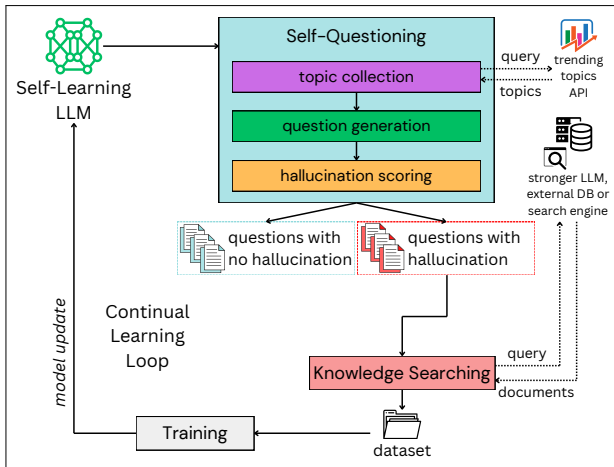 Self-Learning
LLM
Self-Questioning
topic collection
question generation
hallucination scoring
query
topics
trending
topics
API
stronger LLM,
external DB or
search engine
questions with
no hallucination
questions with
hallucination
Continual
Learning
Loop
model update
Knowledge Searching
query
documents
dataset
Training